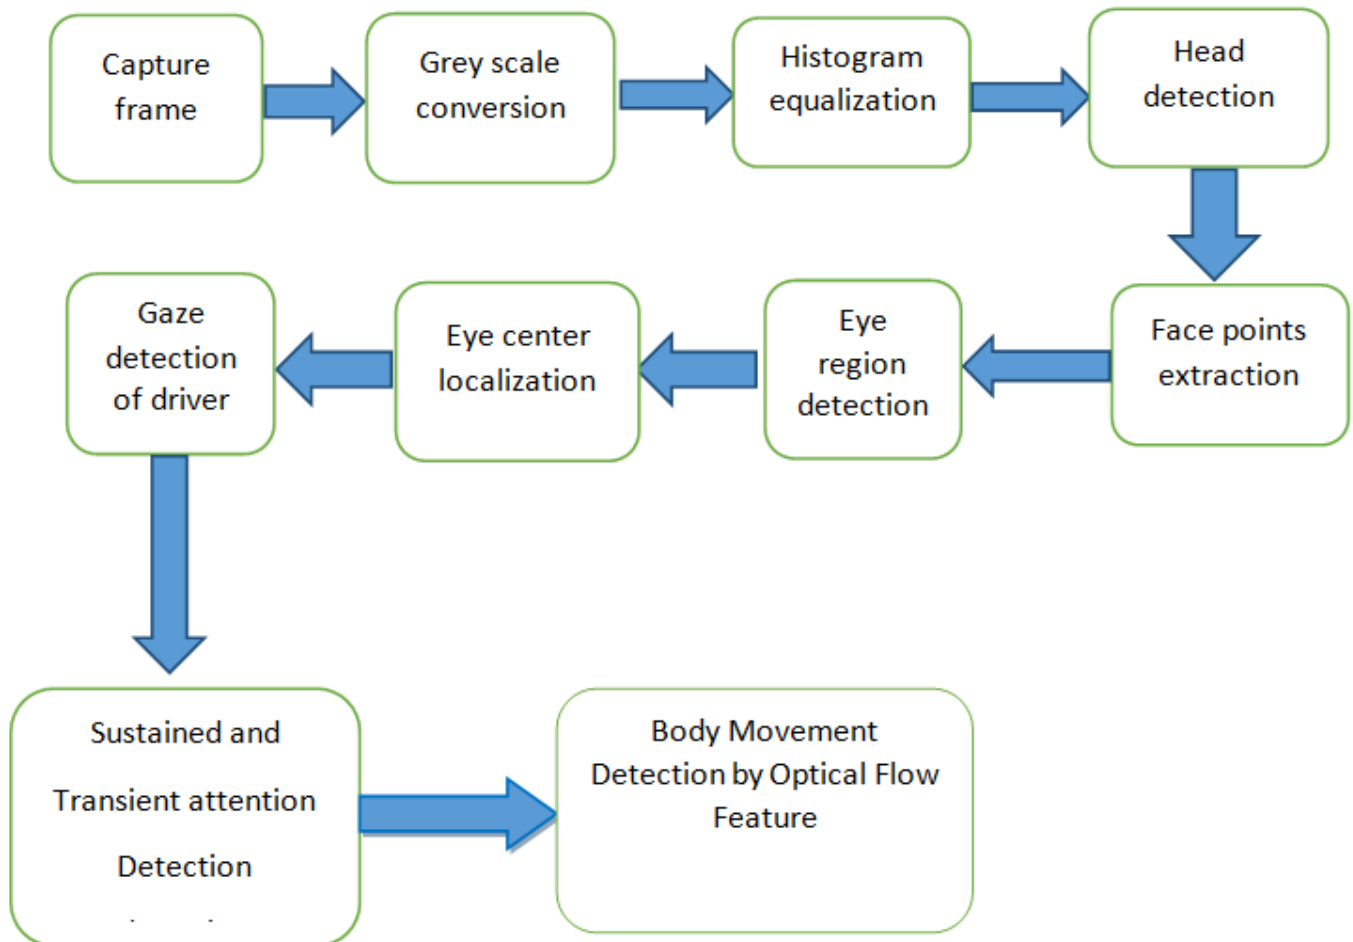 Capture
frame
Grey scale
conversion
Histogram
equalization
Head
detection
Face points
extraction
Eye
region
detection
Eye center
localization
Gaze
detection
of driver
Sustained and
Transient attention
Detection
Body Movement
Detection by Optical Flow
Feature